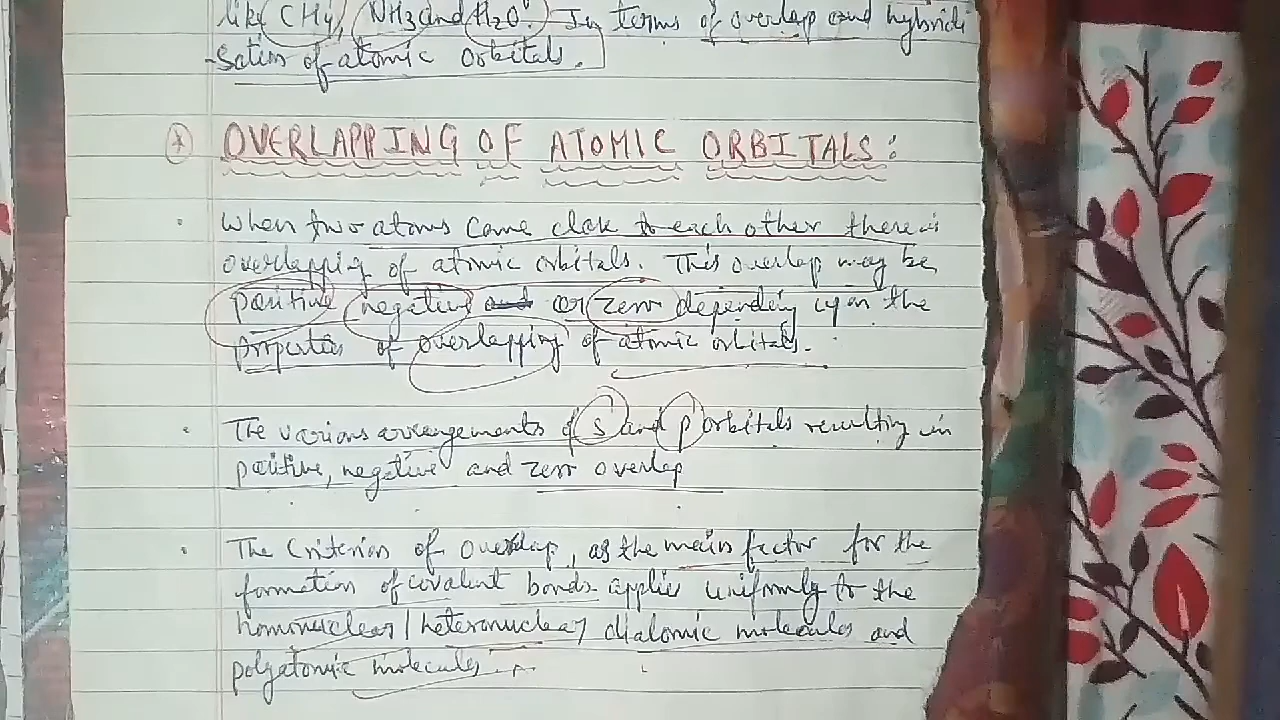 like CH4, NH3 and H2O. In terms of overlap and hybridi
-sation of atomic orbitals.
* OVERLAPPING OF ATOMIC ORBITALS:
• When two atoms come close to each other there is
overlapping of atomic orbitals. This overlap may be
positive negative and or zero depending upon the
properties of overlapping of atomic orbitals.
• The various arrangements of s and p orbitals resulting in
positive, negative and zero overlap
• The Criterion of overlap, as the main factor for the
formation of covalent bonds applies uniformly to the
homonuclear/heteronuclear diatomic molecules and
polyatomic molecules.